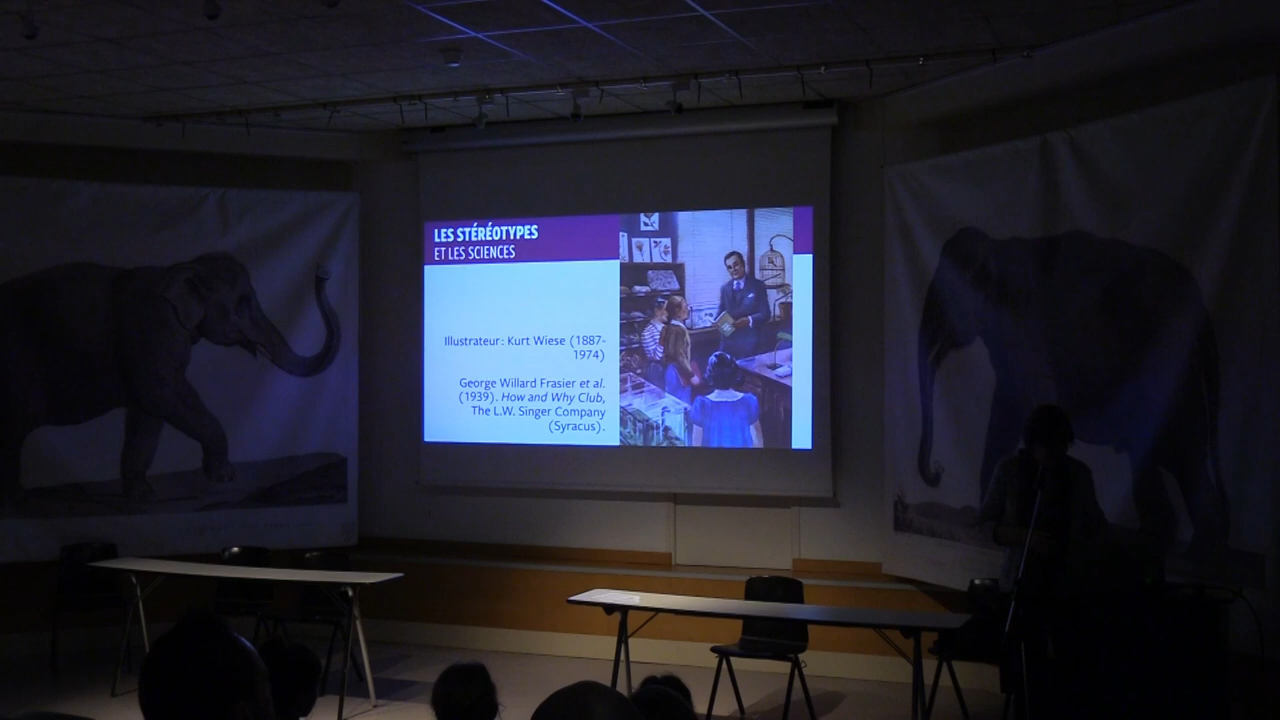 LES STÉRÉOTYPES
ET LES SCIENCES
Illustrateur : Kurt Wiese (1887-
1974)
George Willard Frasier et al.
(1939). How and Why Club,
The L.W. Singer Company
(Syracus).